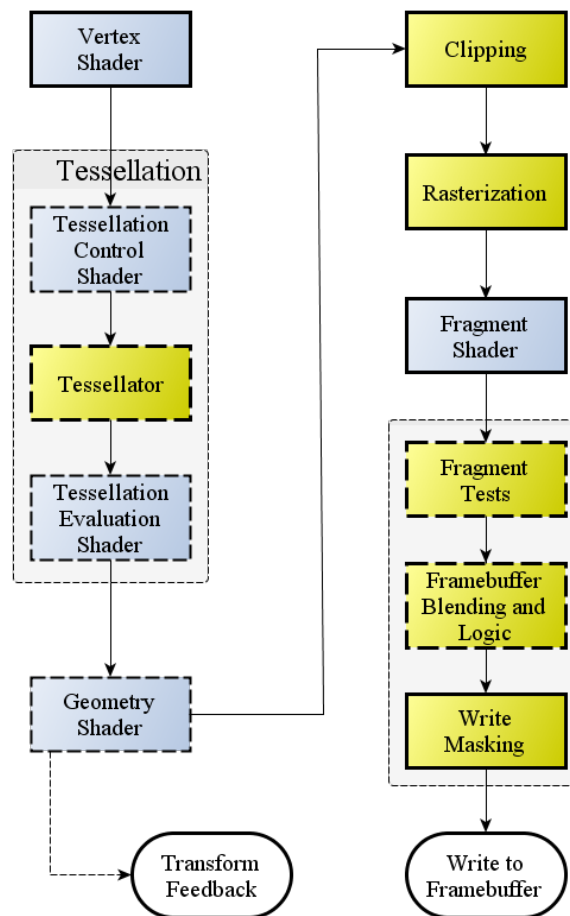 Vertex
Shader
Tessellation
Tessellation
Control
Shader
Tessellator
Tessellation
Evaluation
Shader
Geometry
Shader
Transform
Feedback
Clipping
Rasterization
Fragment
Shader
Fragment
Tests
Framebuffer
Blending and
Logic
Write
Masking
Write to
Framebuffer